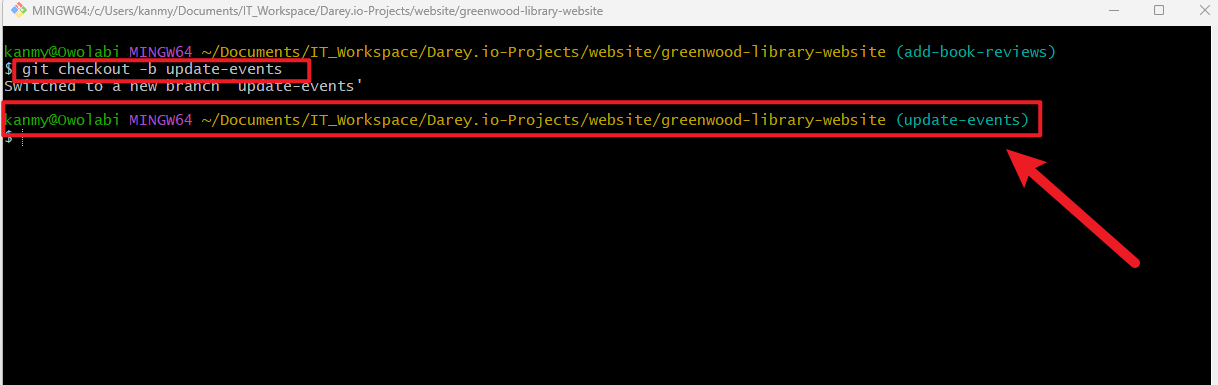 MINGW64:/c/Users/kanmy/Documents/IT_Workspace/Darey.io-Projects/website/greenwood-library-website
kanmy@Owolabi MINGW64 ~/Documents/IT_Workspace/Darey.io-Projects/website/greenwood-library-website (add-book-reviews)
$ git checkout -b update-events
Switched to a new branch 'update-events'
kanmy@Owolabi MINGW64 ~/Documents/IT_Workspace/Darey.io-Projects/website/greenwood-library-website (update-events)
$